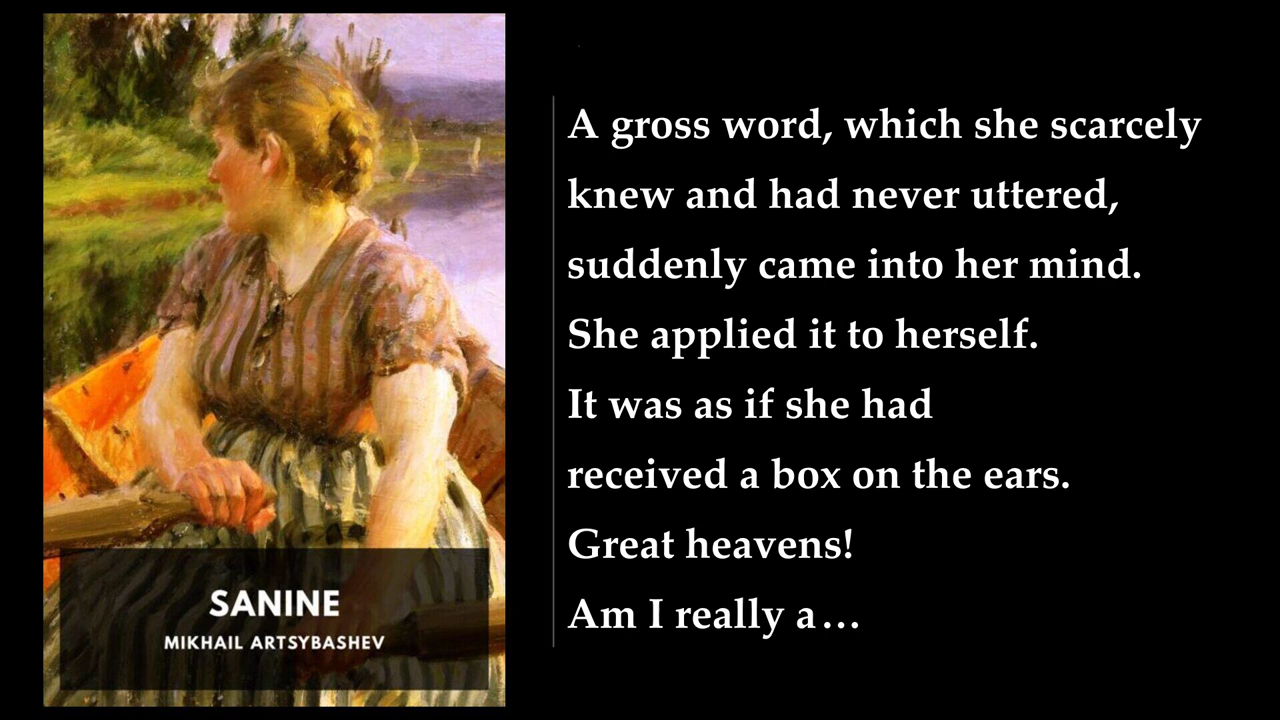 SANINE
MIKHAIL ARTSYBASHEV
A gross word, which she scarcely
knew and had never uttered,
suddenly came into her mind.
She applied it to herself.
It was as if she had
received a box on the ears.
Great heavens!
Am I really a…